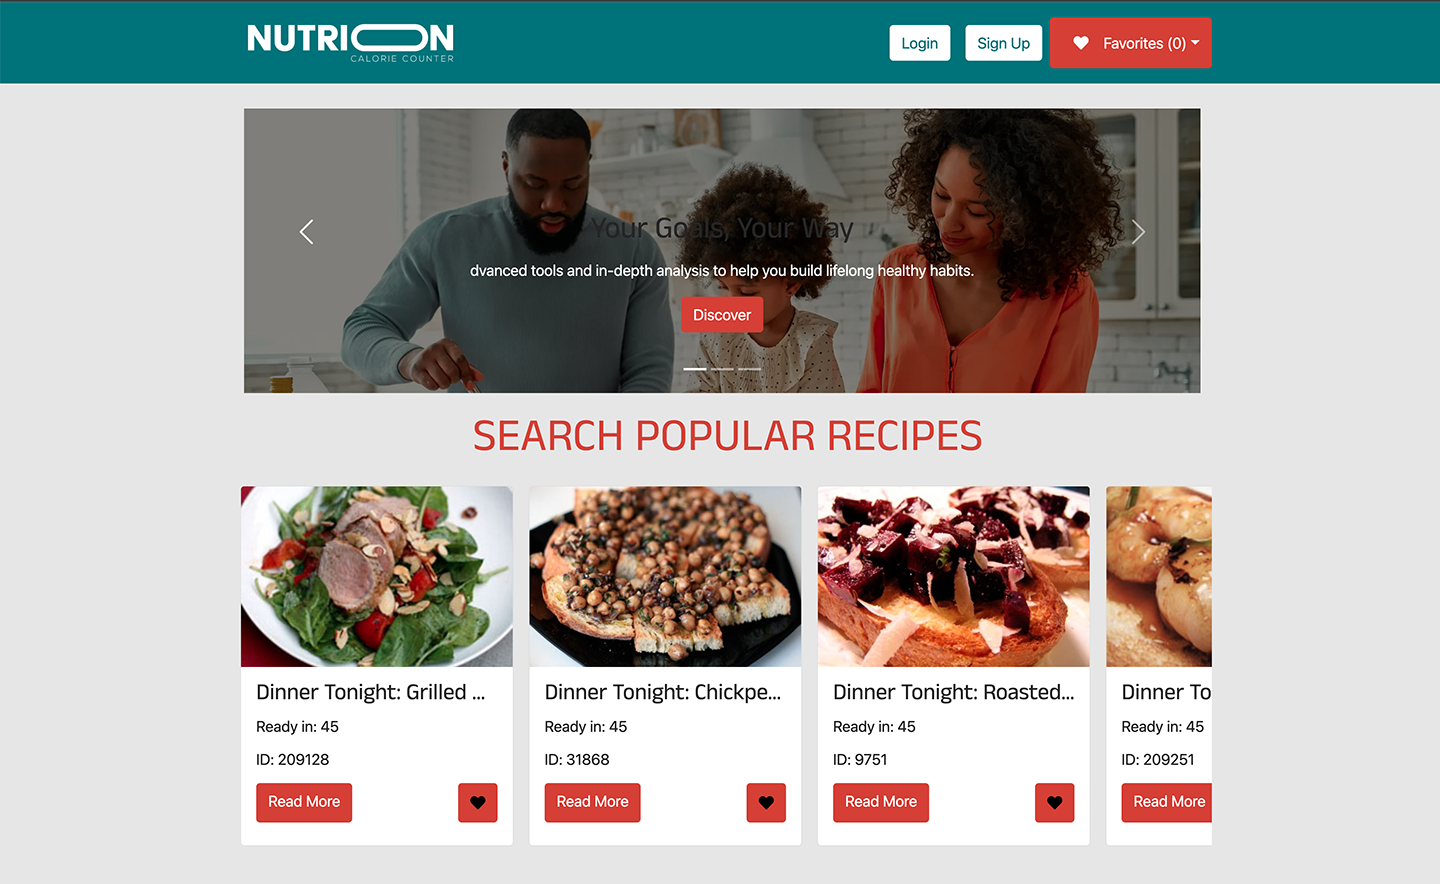 NUTRION
CALORIE COUNTER
Login
Sign Up
Favorites (0)
Your Goals, Your Way
dvanced tools and in-depth analysis to help you build lifelong healthy habits.
Discover
SEARCH POPULAR RECIPES
Dinner Tonight: Grilled ...
Ready in: 45
ID: 209128
Read More
Dinner Tonight: Chickpe...
Ready in: 45
ID: 31868
Read More
Dinner Tonight: Roasted...
Ready in: 45
ID: 9751
Read More
Dinner To
Ready in: 45
ID: 209251
Read More